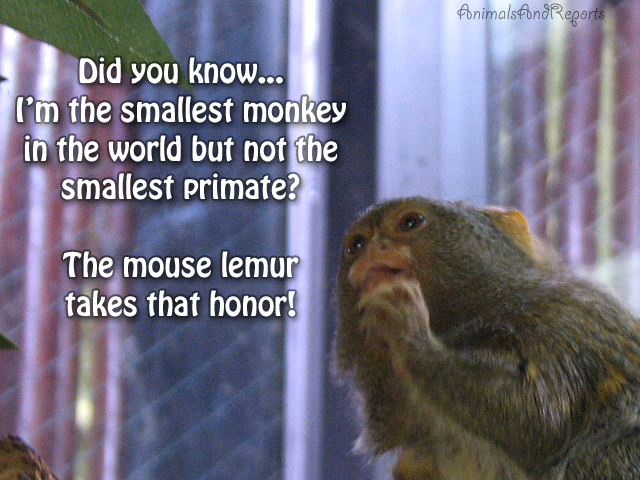 AnimalsAndReports
Did you know...
I'm the smallest monkey
in the world but not the
smallest primate?
The mouse lemur
takes that honor!